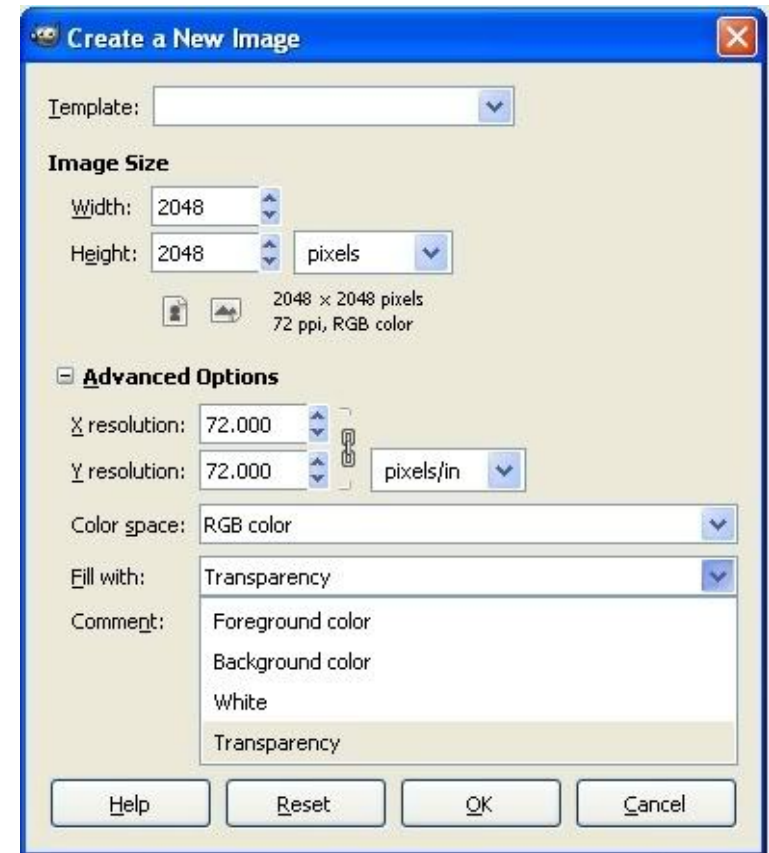 Create a New Image
Template:
Image Size
Width: 2048
Height: 2048 pixels
2048 × 2048 pixels
72 ppi, RGB color
Advanced Options
X resolution: 72.000
Y resolution: 72.000 pixels/in
Color space: RGB color
Fill with: Transparency
Comment:
Foreground color
Background color
White
Transparency
Help Reset OK Cancel